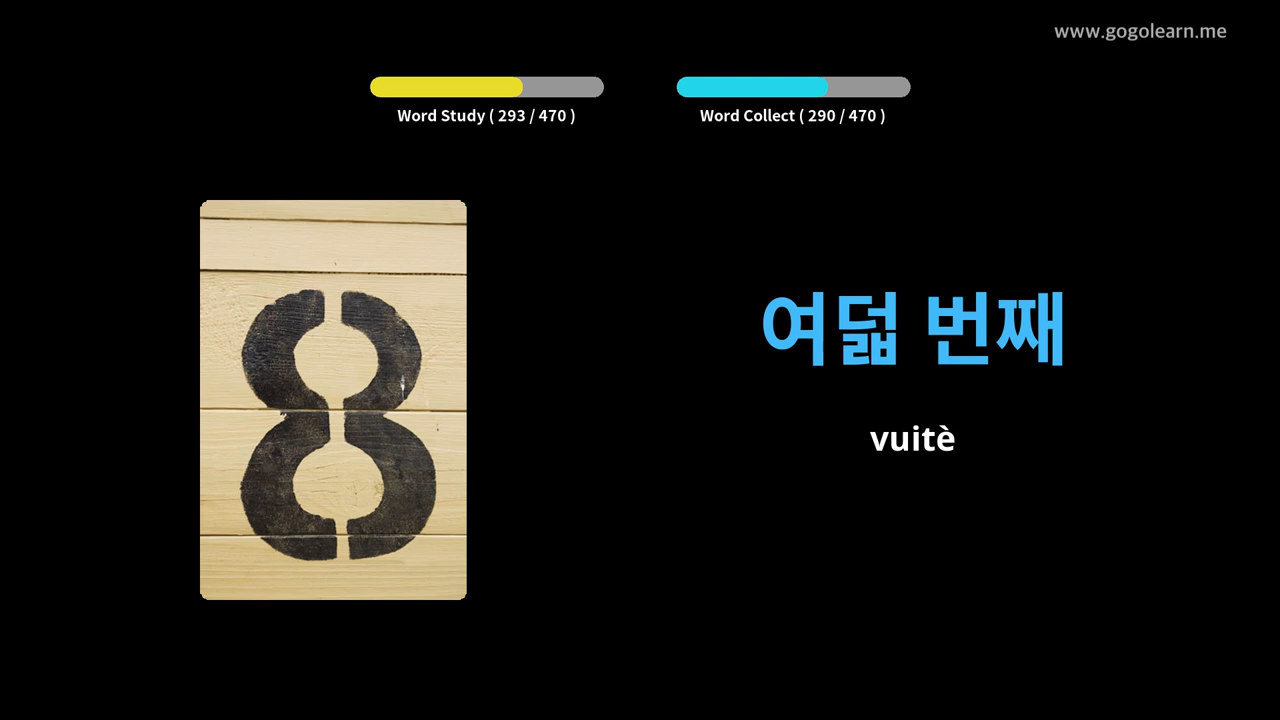 www.gogolearn.me
Word Study ( 293 / 470 )
Word Collect ( 290 / 470 )
8
여덟 번째
vuitè